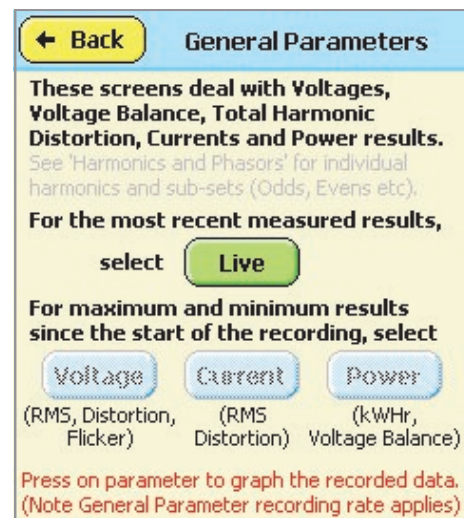 ← Back General Parameters
These screens deal with Voltages,
Voltage Balance, Total Harmonic
Distortion, Currents and Power results.
See 'Harmonics and Phasors' for individual
harmonics and sub-sets (Odds, Evens etc).
For the most recent measured results,
select Live
For maximum and minimum results
since the start of the recording, select
Voltage Current Power
(RMS, Distortion, (RMS (kWHr,
Flicker) Distortion) Voltage Balance)
Press on parameter to graph the recorded data.
(Note General Parameter recording rate applies)